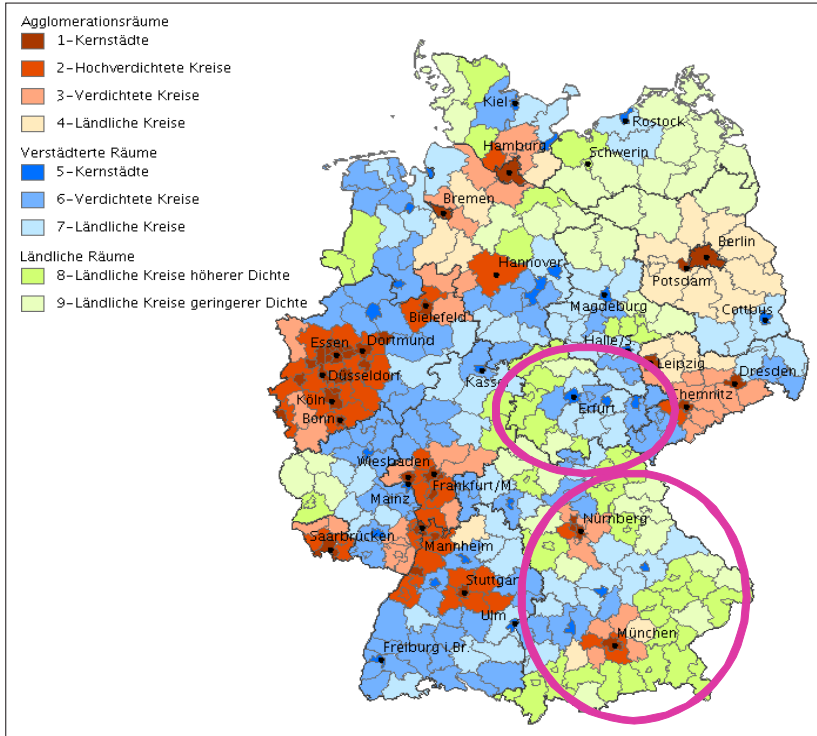 Agglomerationsräume
1-Kernstädte
2-Hochverdichtete Kreise
3-Verdichtete Kreise
4-Ländliche Kreise
Verstädterte Räume
5-Kernstädte
6-Verdichtete Kreise
7-Ländliche Kreise
Ländliche Räume
8-Ländliche Kreise höherer Dichte
9-Ländliche Kreise geringerer Dichte
Kiel
Rostock
Hamburg
Schwerin
Bremen
Berlin
Hannover
Potsdam
Magdeburg
Bielefeld
Cottbus
Essen
Dortmund
Halle/S.
Leipzig
Düsseldorf
Kasse
Dresden
Köln
Erfurt
Chemnitz
Bonn
Wiesbaden
Frankfurt/M.
Mainz
Nürnberg
Saarbrücken
Mannheim
Stuttgar
Ulm
München
Freiburg i.Br.